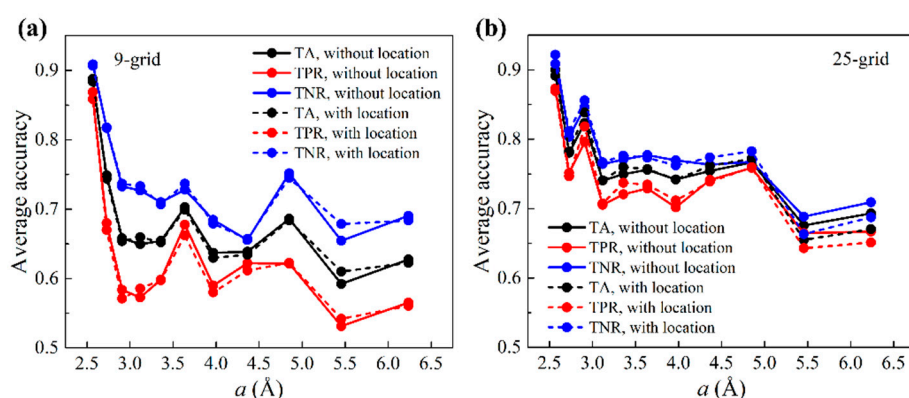 (a)
9-grid
TA, without location
TPR, without location
TNR, without location
TA, with location
TPR, with location
TNR, with location
Average accuracy
0.9
0.8
0.7
0.6
0.5
2.5 3.0 3.5 4.0 4.5 5.0 5.5 6.0 6.5
a (Å)
(b)
25-grid
TA, without location
TPR, without location
TNR, without location
TA, with location
TPR, with location
TNR, with location
Average accuracy
0.9
0.8
0.7
0.6
0.5
2.5 3.0 3.5 4.0 4.5 5.0 5.5 6.0 6.5
a (Å)